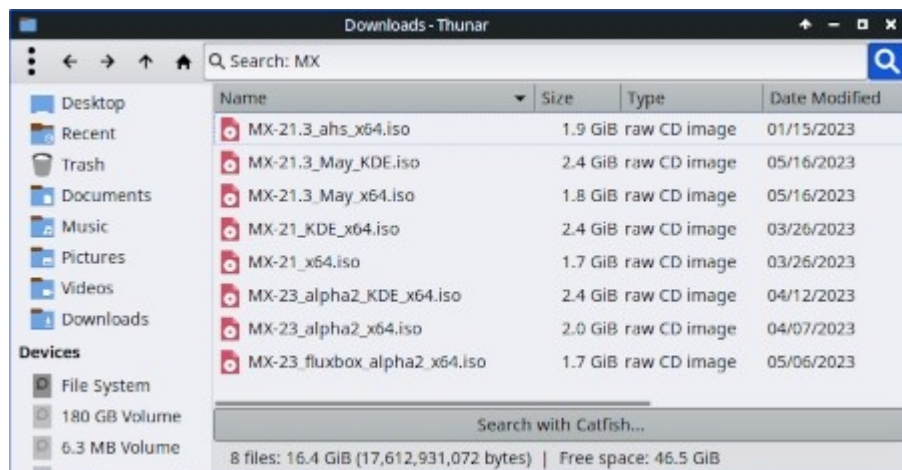 Downloads - Thunar
Search: MX
Name Size Type Date Modified
MX-21.3_ahs_x64.iso 1.9 GiB raw CD image 01/15/2023
MX-21.3_May_KDE.iso 2.4 GiB raw CD image 05/16/2023
MX-21.3_May_x64.iso 1.8 GiB raw CD image 05/16/2023
MX-21_KDE_x64.iso 2.4 GiB raw CD image 03/26/2023
MX-21_x64.iso 1.7 GiB raw CD image 03/26/2023
MX-23_alpha2_KDE_x64.iso 2.4 GiB raw CD image 04/12/2023
MX-23_alpha2_x64.iso 2.0 GiB raw CD image 04/07/2023
MX-23_fluxbox_alpha2_x64.iso 1.7 GiB raw CD image 05/06/2023
Desktop
Recent
Trash
Documents
Music
Pictures
Videos
Downloads
Devices
File System
180 GB Volume
6.3 MB Volume
Search with Catfish...
8 files: 16.4 GiB (17,612,931,072 bytes) | Free space: 46.5 GiB